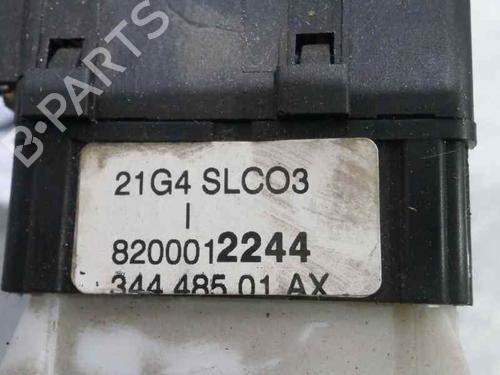 B-PARTS
21G4 SLCO3
I
8200012244
344 485 01 AX